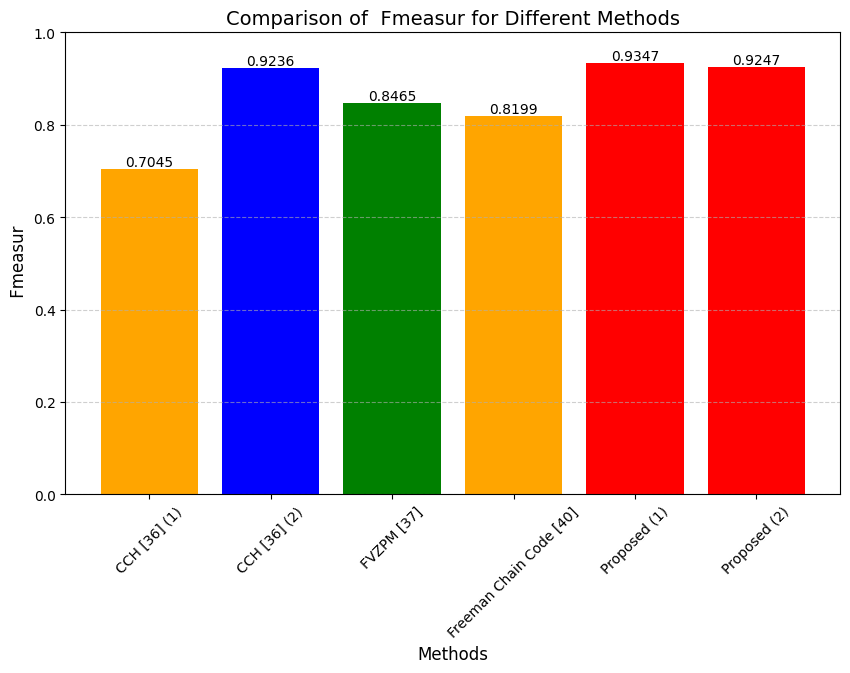 Comparison of  Fmeasur for Different Methods
Fmeasur
1.0
0.8
0.6
0.4
0.2
0.0
0.7045
0.9236
0.8465
0.8199
0.9347
0.9247
CCH [36] (1)
CCH [36] (2)
FVZPM [37]
Freeman Chain Code [40]
Proposed (1)
Proposed (2)
Methods